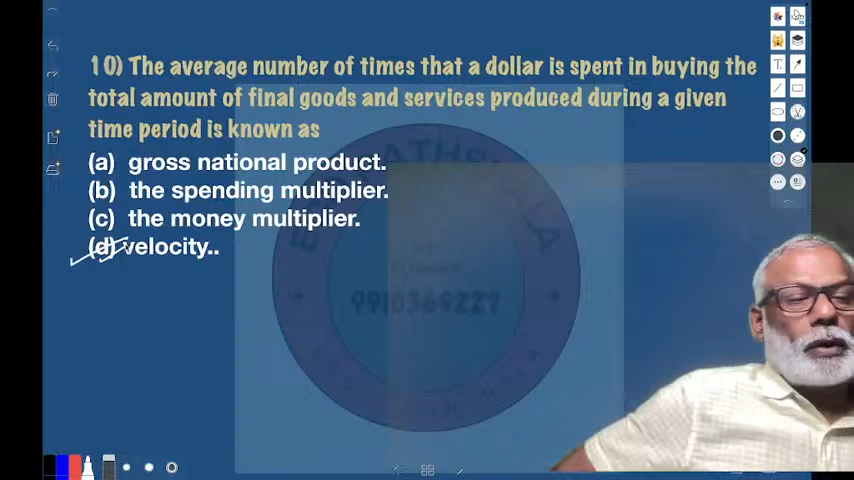 10) The average number of times that a dollar is spent in buying the
total amount of final goods and services produced during a given
time period is known as
(a) gross national product.
(b) the spending multiplier.
(c) the money multiplier.
(d) velocity..
9910369227